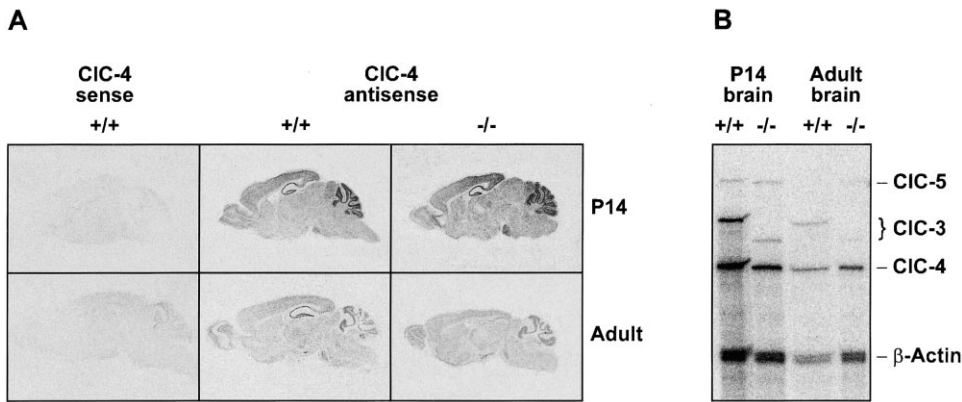 A
ClC-4
sense
ClC-4
antisense
+/+
+/+
-/-
P14
Adult
B
P14
brain
Adult
brain
+/+ -/- +/+ -/-
ClC-5
ClC-3
ClC-4
β-Actin